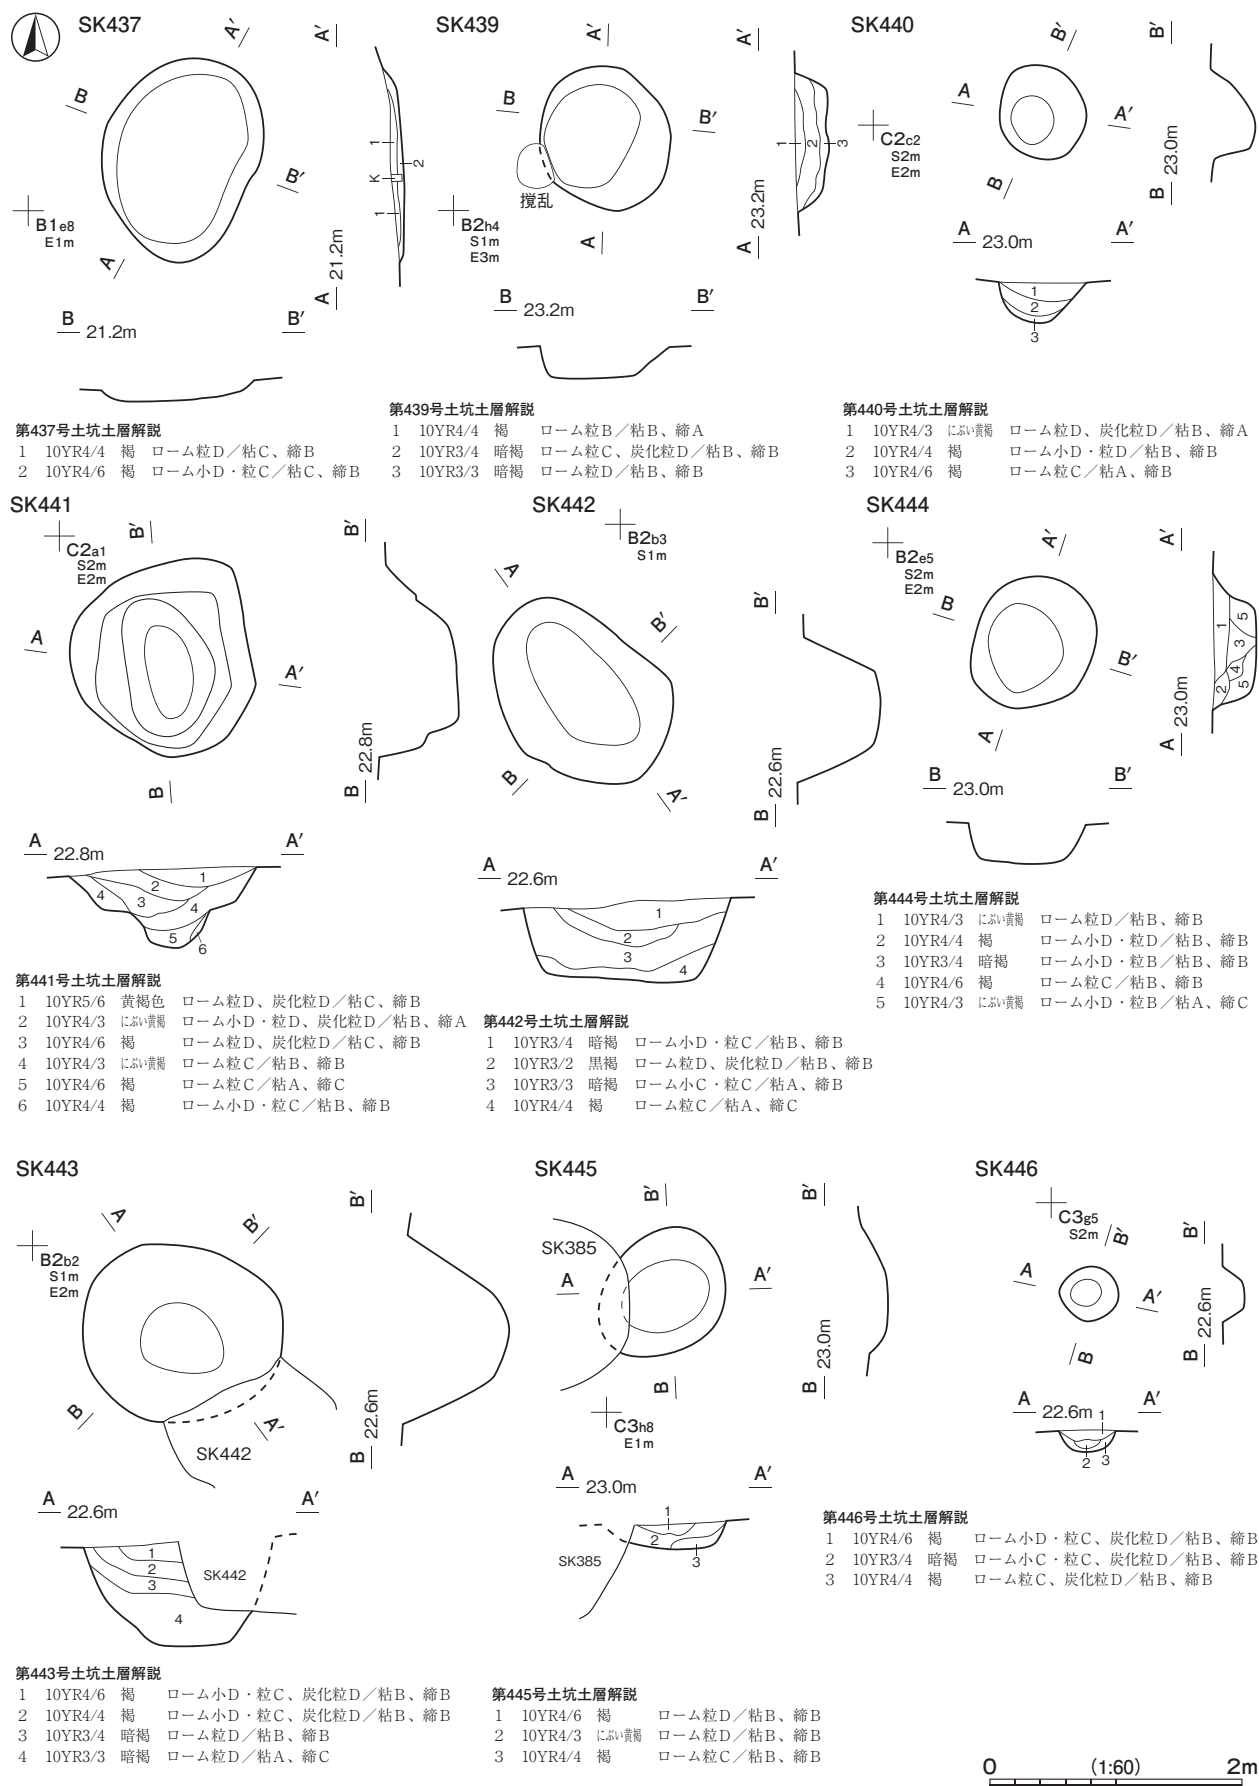 SK437
A′
B
B′
A
B1e8
E1m
A′
1
2
K
1
A 21.2m
B 21.2m B′
第437号土坑土層解説
1 10YR4/4 褐 ローム粒D／粘C、締B
2 10YR4/6 褐 ローム小D・粒C／粘C、締B
SK439
A′
B
B′
A
撹乱
B2h4
S1m
E3m
A′
1 2 3
A 23.2m
B 23.2m B′
第439号土坑土層解説
1 10YR4/4 褐 ローム粒B／粘B、締A
2 10YR3/4 暗褐 ローム粒C、炭化粒D／粘B、締B
3 10YR3/3 暗褐 ローム粒D／粘B、締B
SK440
B′
A
A′
B
C2c2
S2m
E2m
B′
B 23.0m
A 23.0m A′
1
2
3
第440号土坑土層解説
1 10YR4/3 にぶい黄褐 ローム粒D、炭化粒D／粘B、締A
2 10YR4/4 褐 ローム小D・粒D／粘B、締B
3 10YR4/6 褐 ローム粒C／粘A、締B
SK441
C2a1
S2m
E2m
B′
A
A′
B
B′
B 22.8m
A 22.8m A′
1
2
3
4
4
5
6
第441号土坑土層解説
1 10YR5/6 黄褐色 ローム粒D、炭化粒D／粘C、締B
2 10YR4/3 にぶい黄褐 ローム小D・粒D、炭化粒D／粘B、締A
3 10YR4/6 褐 ローム粒D、炭化粒D／粘C、締B
4 10YR4/3 にぶい黄褐 ローム粒C／粘B、締B
5 10YR4/6 褐 ローム粒C／粘A、締C
6 10YR4/4 褐 ローム小D・粒C／粘B、締B
SK442
B2b3
S1m
A
B′
B
A′
B′
B 22.6m
A 22.6m A′
1
2
3
4
第442号土坑土層解説
1 10YR3/4 暗褐 ローム小D・粒C／粘B、締B
2 10YR3/2 黒褐 ローム粒D、炭化粒D／粘B、締B
3 10YR3/3 暗褐 ローム小C・粒C／粘A、締B
4 10YR4/4 褐 ローム粒C／粘A、締C
SK444
B2e5
S2m
E2m
A′
B
B′
A
A′
5
1
3
4
2 5
A 23.0m
B 23.0m B′
第444号土坑土層解説
1 10YR4/3 にぶい黄褐 ローム粒D／粘B、締B
2 10YR4/4 褐 ローム小D・粒D／粘B、締B
3 10YR3/4 暗褐 ローム小D・粒B／粘B、締B
4 10YR4/6 褐 ローム粒C／粘B、締B
5 10YR4/3 にぶい黄褐 ローム小D・粒B／粘A、締C
SK443
B2b2
S1m
E2m
A
B′
B
A′
SK442
B′
B 22.6m
A 22.6m A′
1
2
3
4
SK442
第443号土坑土層解説
1 10YR4/6 褐 ローム小D・粒C、炭化粒D／粘B、締B
2 10YR4/4 褐 ローム小D・粒C、炭化粒D／粘B、締B
3 10YR3/4 暗褐 ローム粒D／粘B、締B
4 10YR3/3 暗褐 ローム粒D／粘A、締C
SK445
B′
SK385
A
A′
B
C3h8
E1m
B′
B 23.0m
A 23.0m A′
1
2
3
SK385
第445号土坑土層解説
1 10YR4/6 褐 ローム粒D／粘B、締B
2 10YR4/3 にぶい黄褐 ローム粒D／粘B、締B
3 10YR4/4 褐 ローム粒C／粘B、締B
SK446
C3g5
S2m
B′
A
A′
B
B′
B 22.6m
A 22.6m A′
1
2
3
第446号土坑土層解説
1 10YR4/6 褐 ローム小D・粒C、炭化粒D／粘B、締B
2 10YR3/4 暗褐 ローム小C・粒C、炭化粒D／粘B、締B
3 10YR4/4 褐 ローム粒C、炭化粒D／粘B、締B
0 (1:60) 2m